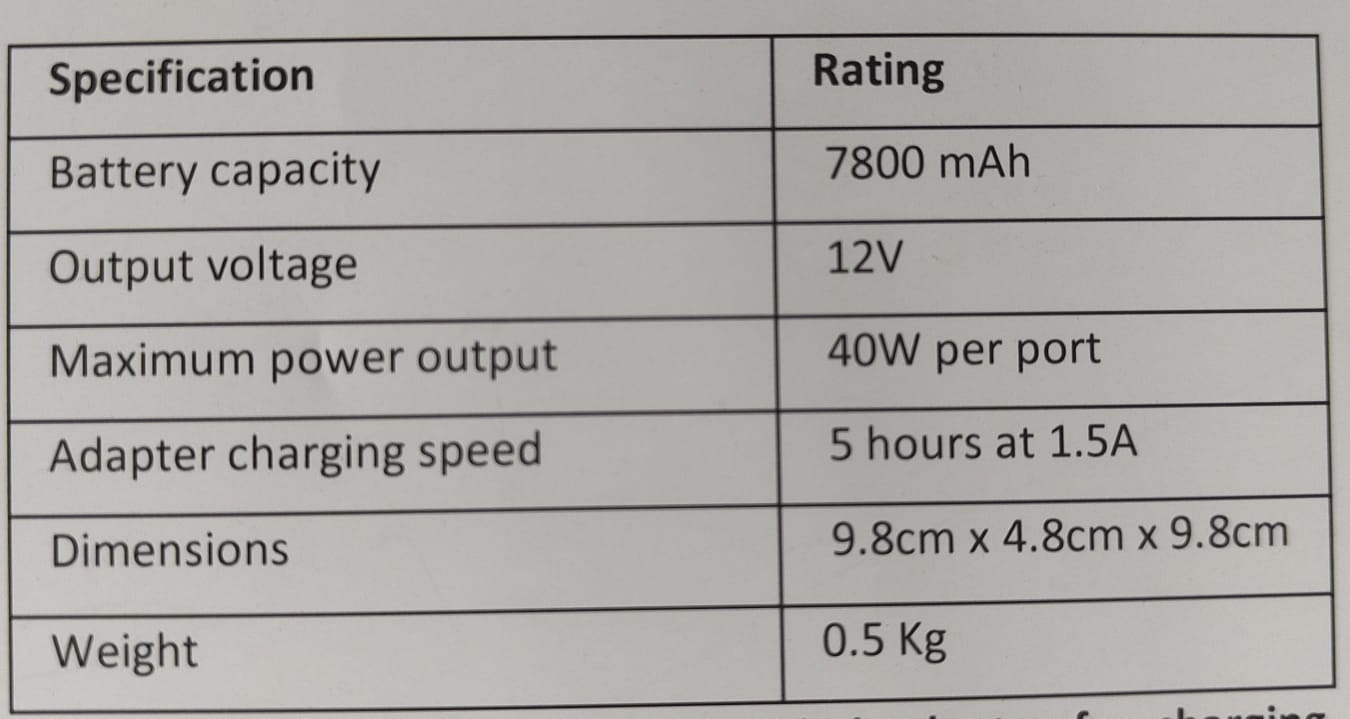 Specification Rating
Battery capacity 7800 mAh
Output voltage 12V
Maximum power output 40W per port
Adapter charging speed 5 hours at 1.5A
Dimensions 9.8cm x 4.8cm x 9.8cm
Weight 0.5 Kg